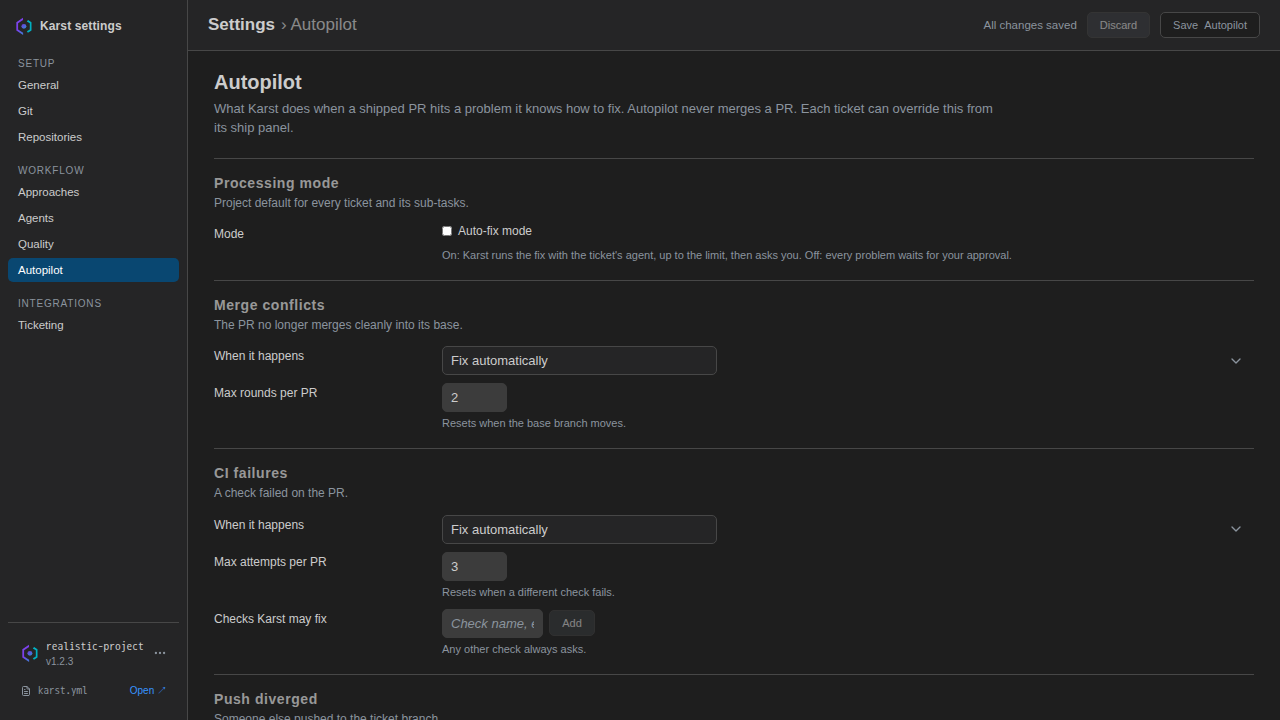 Karst settings
Settings › Autopilot
All changes saved
Discard
Save Autopilot
SETUP
General
Git
Repositories
WORKFLOW
Approaches
Agents
Quality
Autopilot
INTEGRATIONS
Ticketing
realistic-project
v1.2.3
karst.yml
Open ↗
Autopilot
What Karst does when a shipped PR hits a problem it knows how to fix. Autopilot never merges a PR. Each ticket can override this from
its ship panel.
Processing mode
Project default for every ticket and its sub-tasks.
Mode
Auto-fix mode
On: Karst runs the fix with the ticket's agent, up to the limit, then asks you. Off: every problem waits for your approval.
Merge conflicts
The PR no longer merges cleanly into its base.
When it happens
Fix automatically
Max rounds per PR
2
Resets when the base branch moves.
CI failures
A check failed on the PR.
When it happens
Fix automatically
Max attempts per PR
3
Resets when a different check fails.
Checks Karst may fix
Check name, e
Add
Any other check always asks.
Push diverged
Someone else pushed to the ticket branch.